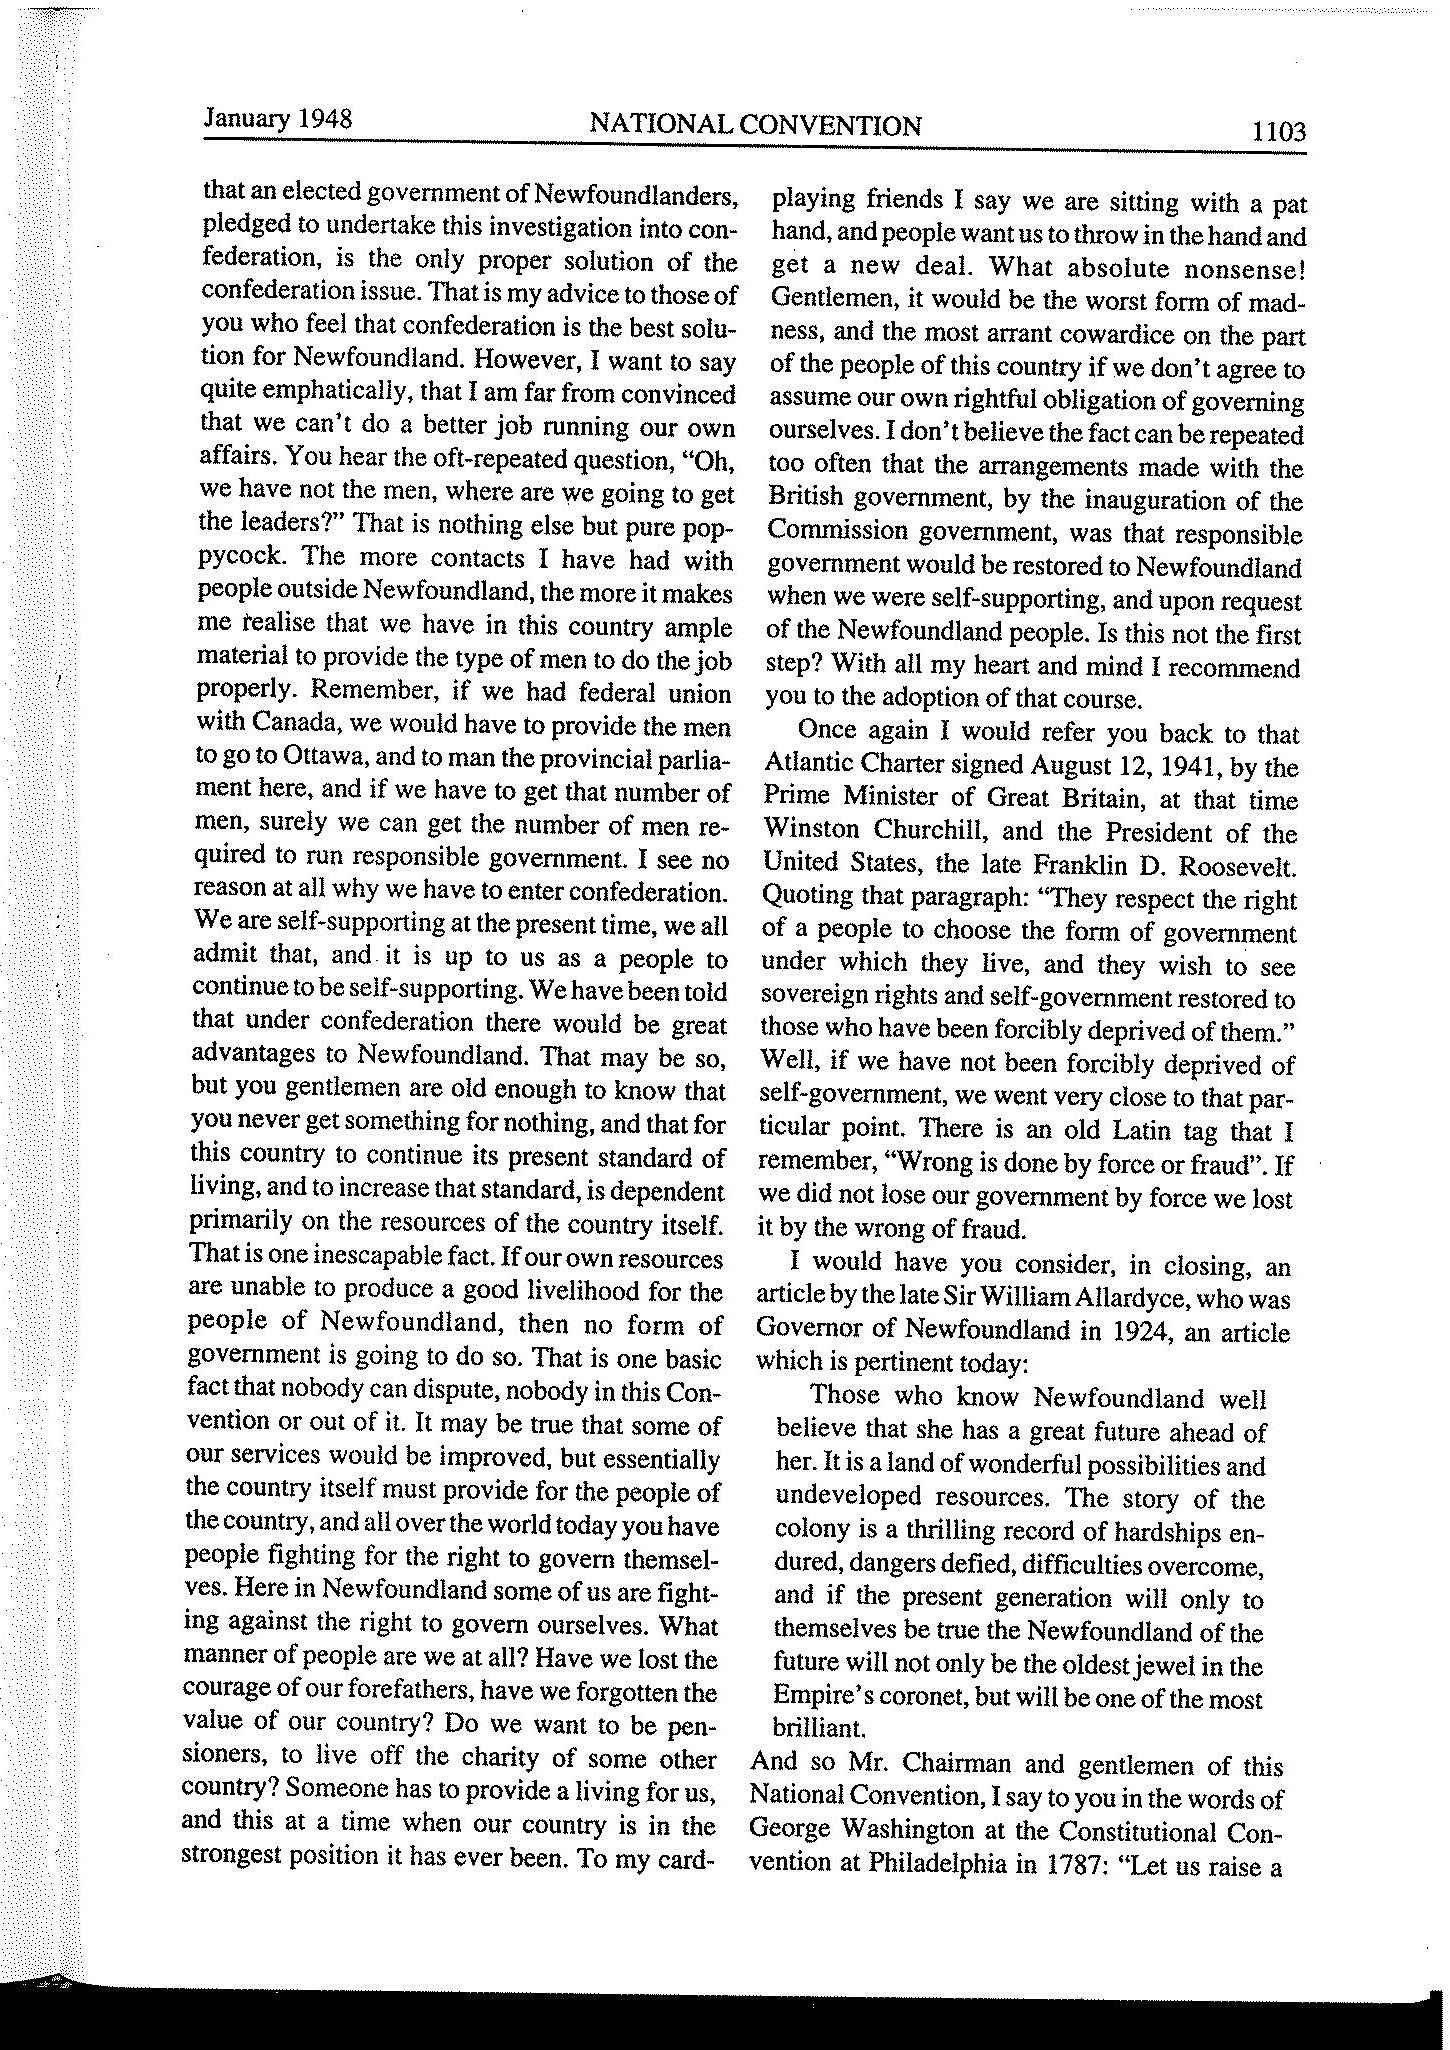 January 1948
NATIONAL CONVENTION
1103
that an elected government of Newfoundlanders,
pledged to undertake this investigation into con-
federation, is the only proper solution of the
confederation issue. That is my advice to those of
you who feel that confederation is the best solu-
tion for Newfoundland. However, I want to say
quite emphatically, that I am far from convinced
that we can't do a better job running our own
affairs. You hear the oft-repeated question, “Oh,
we have not the men, where are we going to get
the leaders?” That is nothing else but pure pop-
pycock. The more contacts I have had with
people outside Newfoundland, the more it makes
me realise that we have in this country ample
material to provide the type of men to do the job
properly. Remember, if we had federal union
with Canada, we would have to provide the men
to go to Ottawa, and to man the provincial parlia-
ment here, and if we have to get that number of
men, surely we can get the number of men re-
quired to run responsible government. I see no
reason at all why we have to enter confederation.
We are self-supporting at the present time, we all
admit that, and it is up to us as a people to
continue to be self-supporting. We have been told
that under confederation there would be great
advantages to Newfoundland. That may be so,
but you gentlemen are old enough to know that
you never get something for nothing, and that for
this country to continue its present standard of
living, and to increase that standard, is dependent
primarily on the resources of the country itself.
That is one inescapable fact. If our own resources
are unable to produce a good livelihood for the
people of Newfoundland, then no form of
government is going to do so. That is one basic
fact that nobody can dispute, nobody in this Con-
vention or out of it. It may be true that some of
our services would be improved, but essentially
the country itself must provide for the people of
the country, and all over the world today you have
people fighting for the right to govern themsel-
ves. Here in Newfoundland some of us are fight-
ing against the right to govern ourselves. What
manner of people are we at all? Have we lost the
courage of our forefathers, have we forgotten the
value of our country? Do we want to be pen-
sioners, to live off the charity of some other
country? Someone has to provide a living for us,
and this at a time when our country is in the
strongest position it has ever been. To my card-
playing friends I say we are sitting with a pat
hand, and people want us to throw in the hand and
get a new deal. What absolute nonsense!
Gentlemen, it would be the worst form of mad-
ness, and the most arrant cowardice on the part
of the people of this country if we don't agree to
assume our own rightful obligation of governing
ourselves. I don't believe the fact can be repeated
too often that the arrangements made with the
British government, by the inauguration of the
Commission government, was that responsible
government would be restored to Newfoundland
when we were self-supporting, and upon request
of the Newfoundland people. Is this not the first
step? With all my heart and mind I recommend
you to the adoption of that course.
Once again I would refer you back to that
Atlantic Charter signed August 12, 1941, by the
Prime Minister of Great Britain, at that time
Winston Churchill, and the President of the
United States, the late Franklin D. Roosevelt.
Quoting that paragraph: “They respect the right
of a people to choose the form of government
under which they live, and they wish to see
sovereign rights and self-government restored to
those who have been forcibly deprived of them.”
Well, if we have not been forcibly deprived of
self-government, we went very close to that par-
ticular point. There is an old Latin tag that I
remember, “Wrong is done by force or fraud”. If
we did not lose our government by force we lost
it by the wrong of fraud.
I would have you consider, in closing, an
article by the late Sir William Allardyce, who was
Governor of Newfoundland in 1924, an article
which is pertinent today:
Those who know Newfoundland well
believe that she has a great future ahead of
her. It is a land of wonderful possibilities and
undeveloped resources. The story of the
colony is a thrilling record of hardships en-
dured, dangers defied, difficulties overcome,
and if the present generation will only to
themselves be true the Newfoundland of the
future will not only be the oldest jewel in the
Empire's coronet, but will be one of the most
brilliant.
And so Mr. Chairman and gentlemen of this
National Convention, I say to you in the words of
George Washington at the Constitutional Con-
vention at Philadelphia in 1787: “Let us raise a